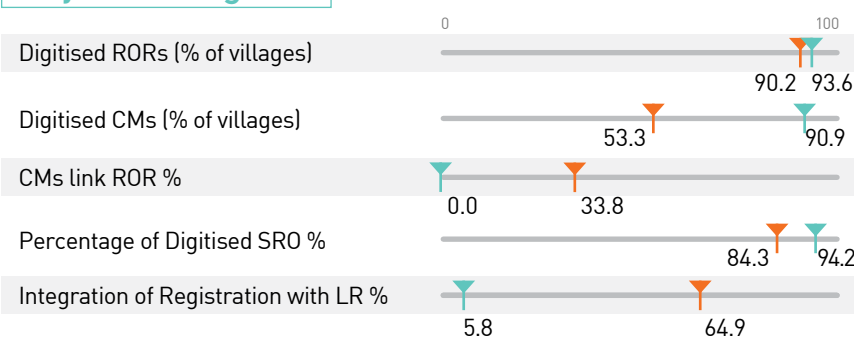 0 100
Digitised RORs (% of villages)
90.2 93.6
Digitised CMs (% of villages)
53.3 90.9
CMs link ROR %
0.0 33.8
Percentage of Digitised SRO %
84.3 94.2
Integration of Registration with LR %
5.8 64.9